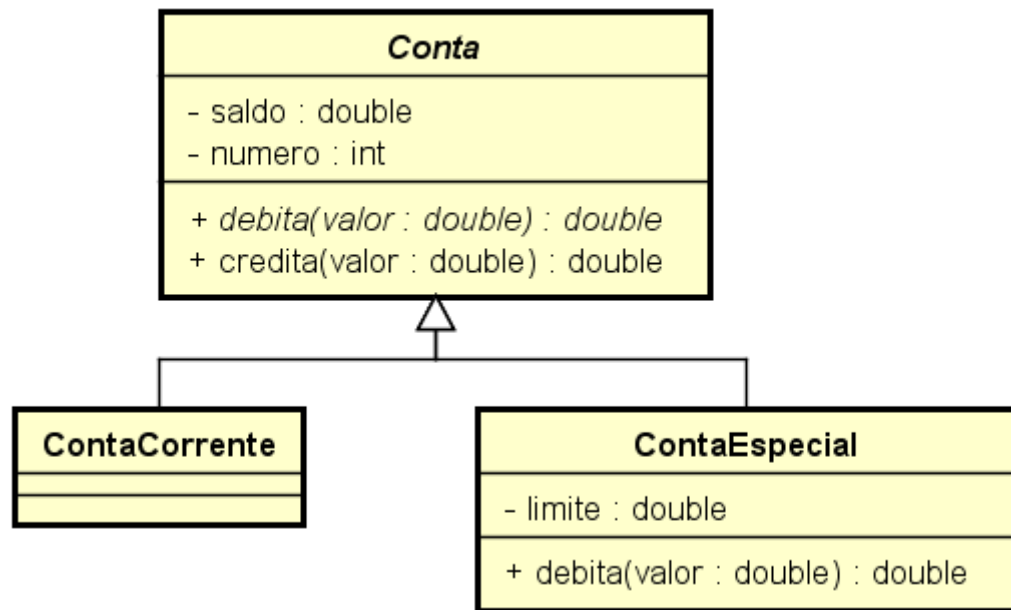 Conta
- saldo : double
- numero : int
+ debita(valor : double) : double
+ credita(valor : double) : double
ContaCorrente
ContaEspecial
- limite : double
+ debita(valor : double) : double